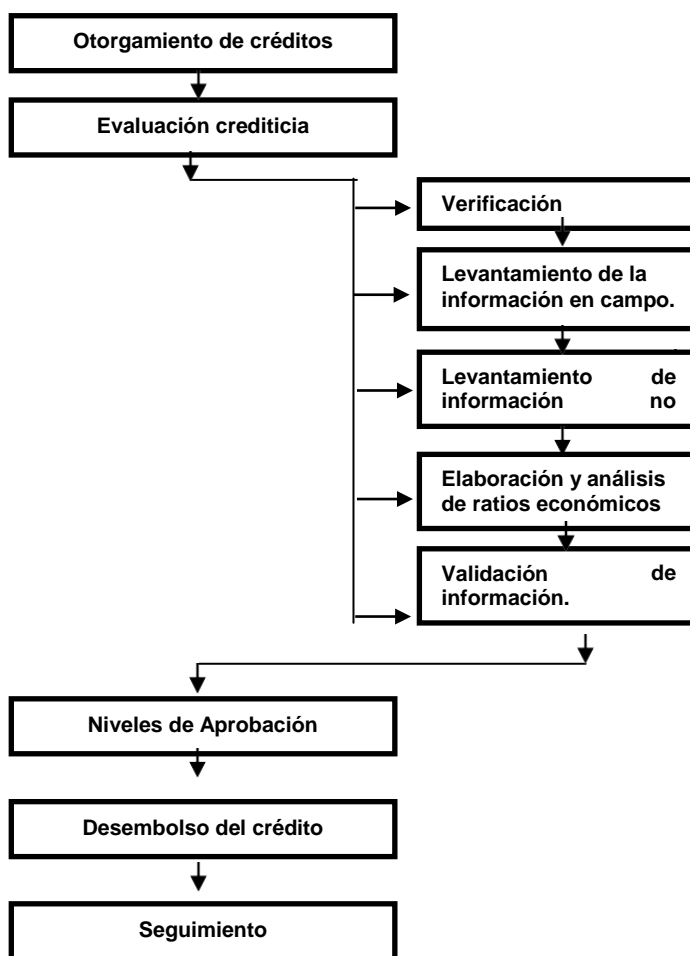 Otorgamiento de créditos
Evaluación crediticia
Verificación
Levantamiento de la
información en campo.
Levantamiento de
información no
Elaboración y análisis
de ratios económicos
Validación de
información.
Niveles de Aprobación
Desembolso del crédito
Seguimiento